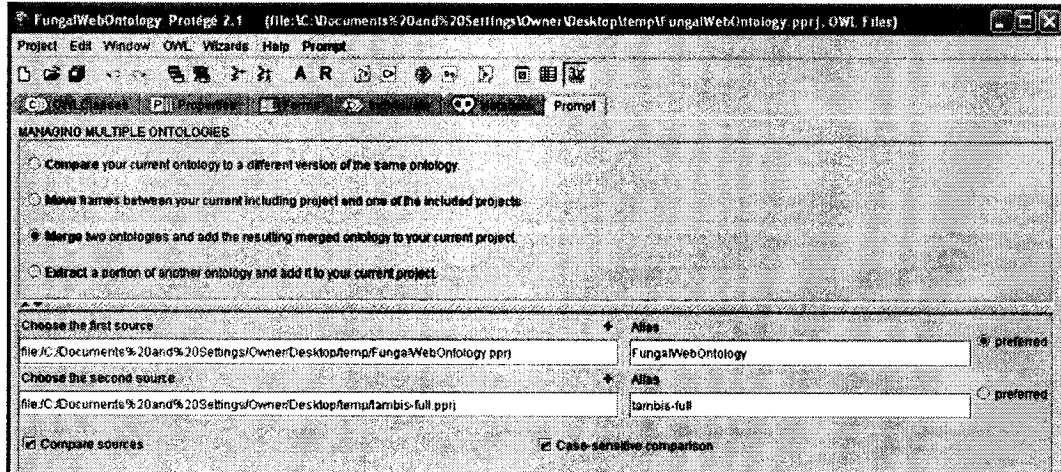 FungalWebOntology Protégé 2.1 (file:\C:\Documents%20and%20Settings\Owner\Desktop\temp\FungalWebOntology.pprj, OWL Files)
Project Edit Window OWL Wizards Help Prompt
OWLClasses Properties Forms Individuals Metadata Prompt
MANAGING MULTIPLE ONTOLOGIES
Compare your current ontology to a different version of the same ontology.
Move frames between your current including project and one of the included projects
Merge two ontologies and add the resulting merged ontology to your current project.
Extract a portion of another ontology and add it to your current project.
Choose the first source + Alias
file:/C:/Documents%20and%20Settings/Owner/Desktop/temp/FungalWebOntology.pprj FungalWebOntology preferred
Choose the second source + Alias
file:/C:/Documents%20and%20Settings/Owner/Desktop/temp/tambis-full.pprj tambis-full preferred
Compare sources Case-sensitive comparison